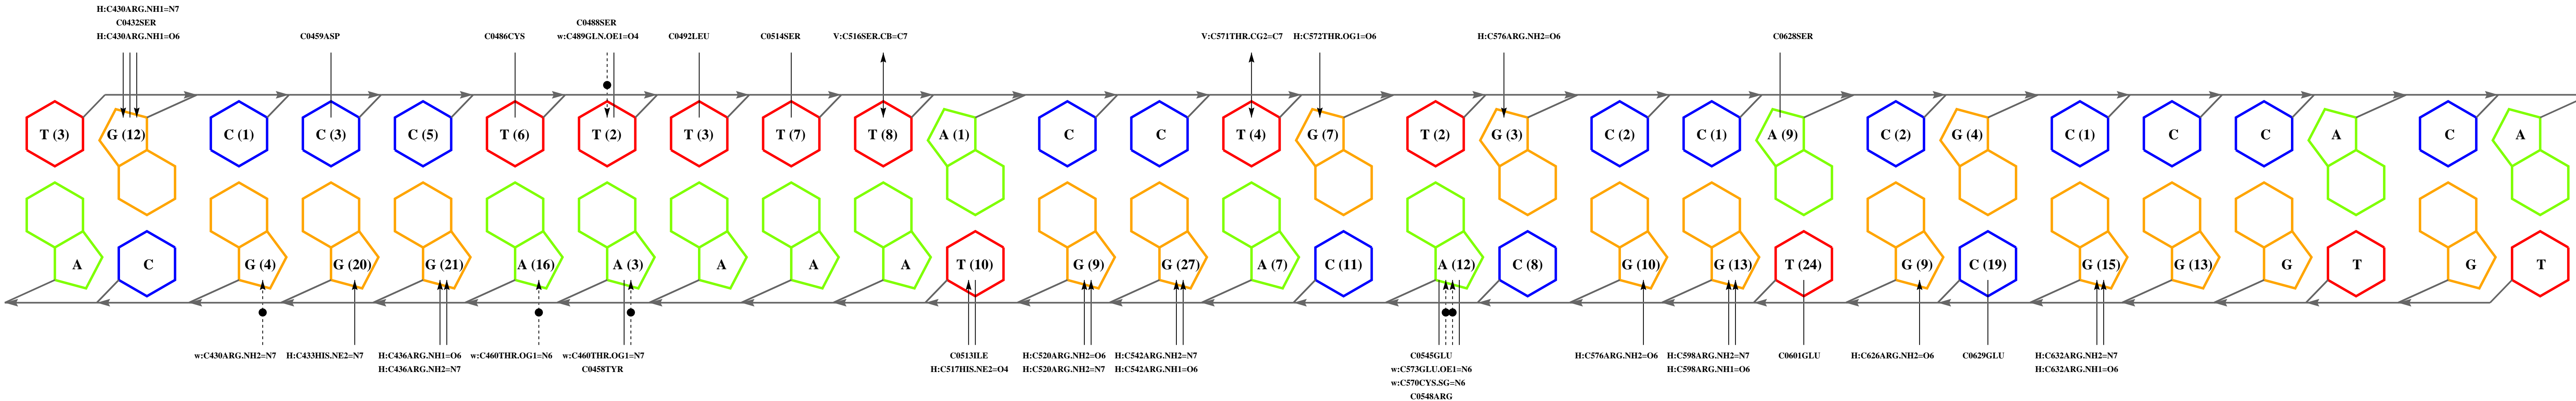 H:C430ARG.NH1=N7
C0432SER
H:C430ARG.NH1=O6 C0459ASP C0486CYS C0488SER
w:C489GLN.OE1=O4 C0492LEU C0514SER V:C516SER.CB=C7 V:C571THR.CG2=C7 H:C572THR.OG1=O6 H:C576ARG.NH2=O6 C0628SER
T (3) G (12) C (1) C (3) C (5) T (6) T (2) T (3) T (7) T (8) A (1) C C T (4) G (7) T (2) G (3) C (2) C (1) A (9) C (2) G (4) C (1) C C A C A
A C G (4) G (20) G (21) A (16) A (3) A A A T (10) G (9) G (27) A (7) C (11) A (12) C (8) G (10) G (13) T (24) G (9) C (19) G (15) G (13) G T G T
w:C430ARG.NH2=N7 H:C433HIS.NE2=N7 H:C436ARG.NH1=O6 w:C460THR.OG1=N6 w:C460THR.OG1=N7 C0513ILE H:C520ARG.NH2=O6 H:C542ARG.NH2=N7 C0545GLU H:C576ARG.NH2=O6 H:C598ARG.NH2=N7 C0601GLU H:C626ARG.NH2=O6 C0629GLU H:C632ARG.NH2=N7
H:C436ARG.NH2=N7 C0458TYR H:C517HIS.NE2=O4 H:C520ARG.NH2=N7 H:C542ARG.NH1=O6 w:C573GLU.OE1=N6 H:C598ARG.NH1=O6 H:C632ARG.NH1=O6
w:C570CYS.SG=N6
C0548ARG